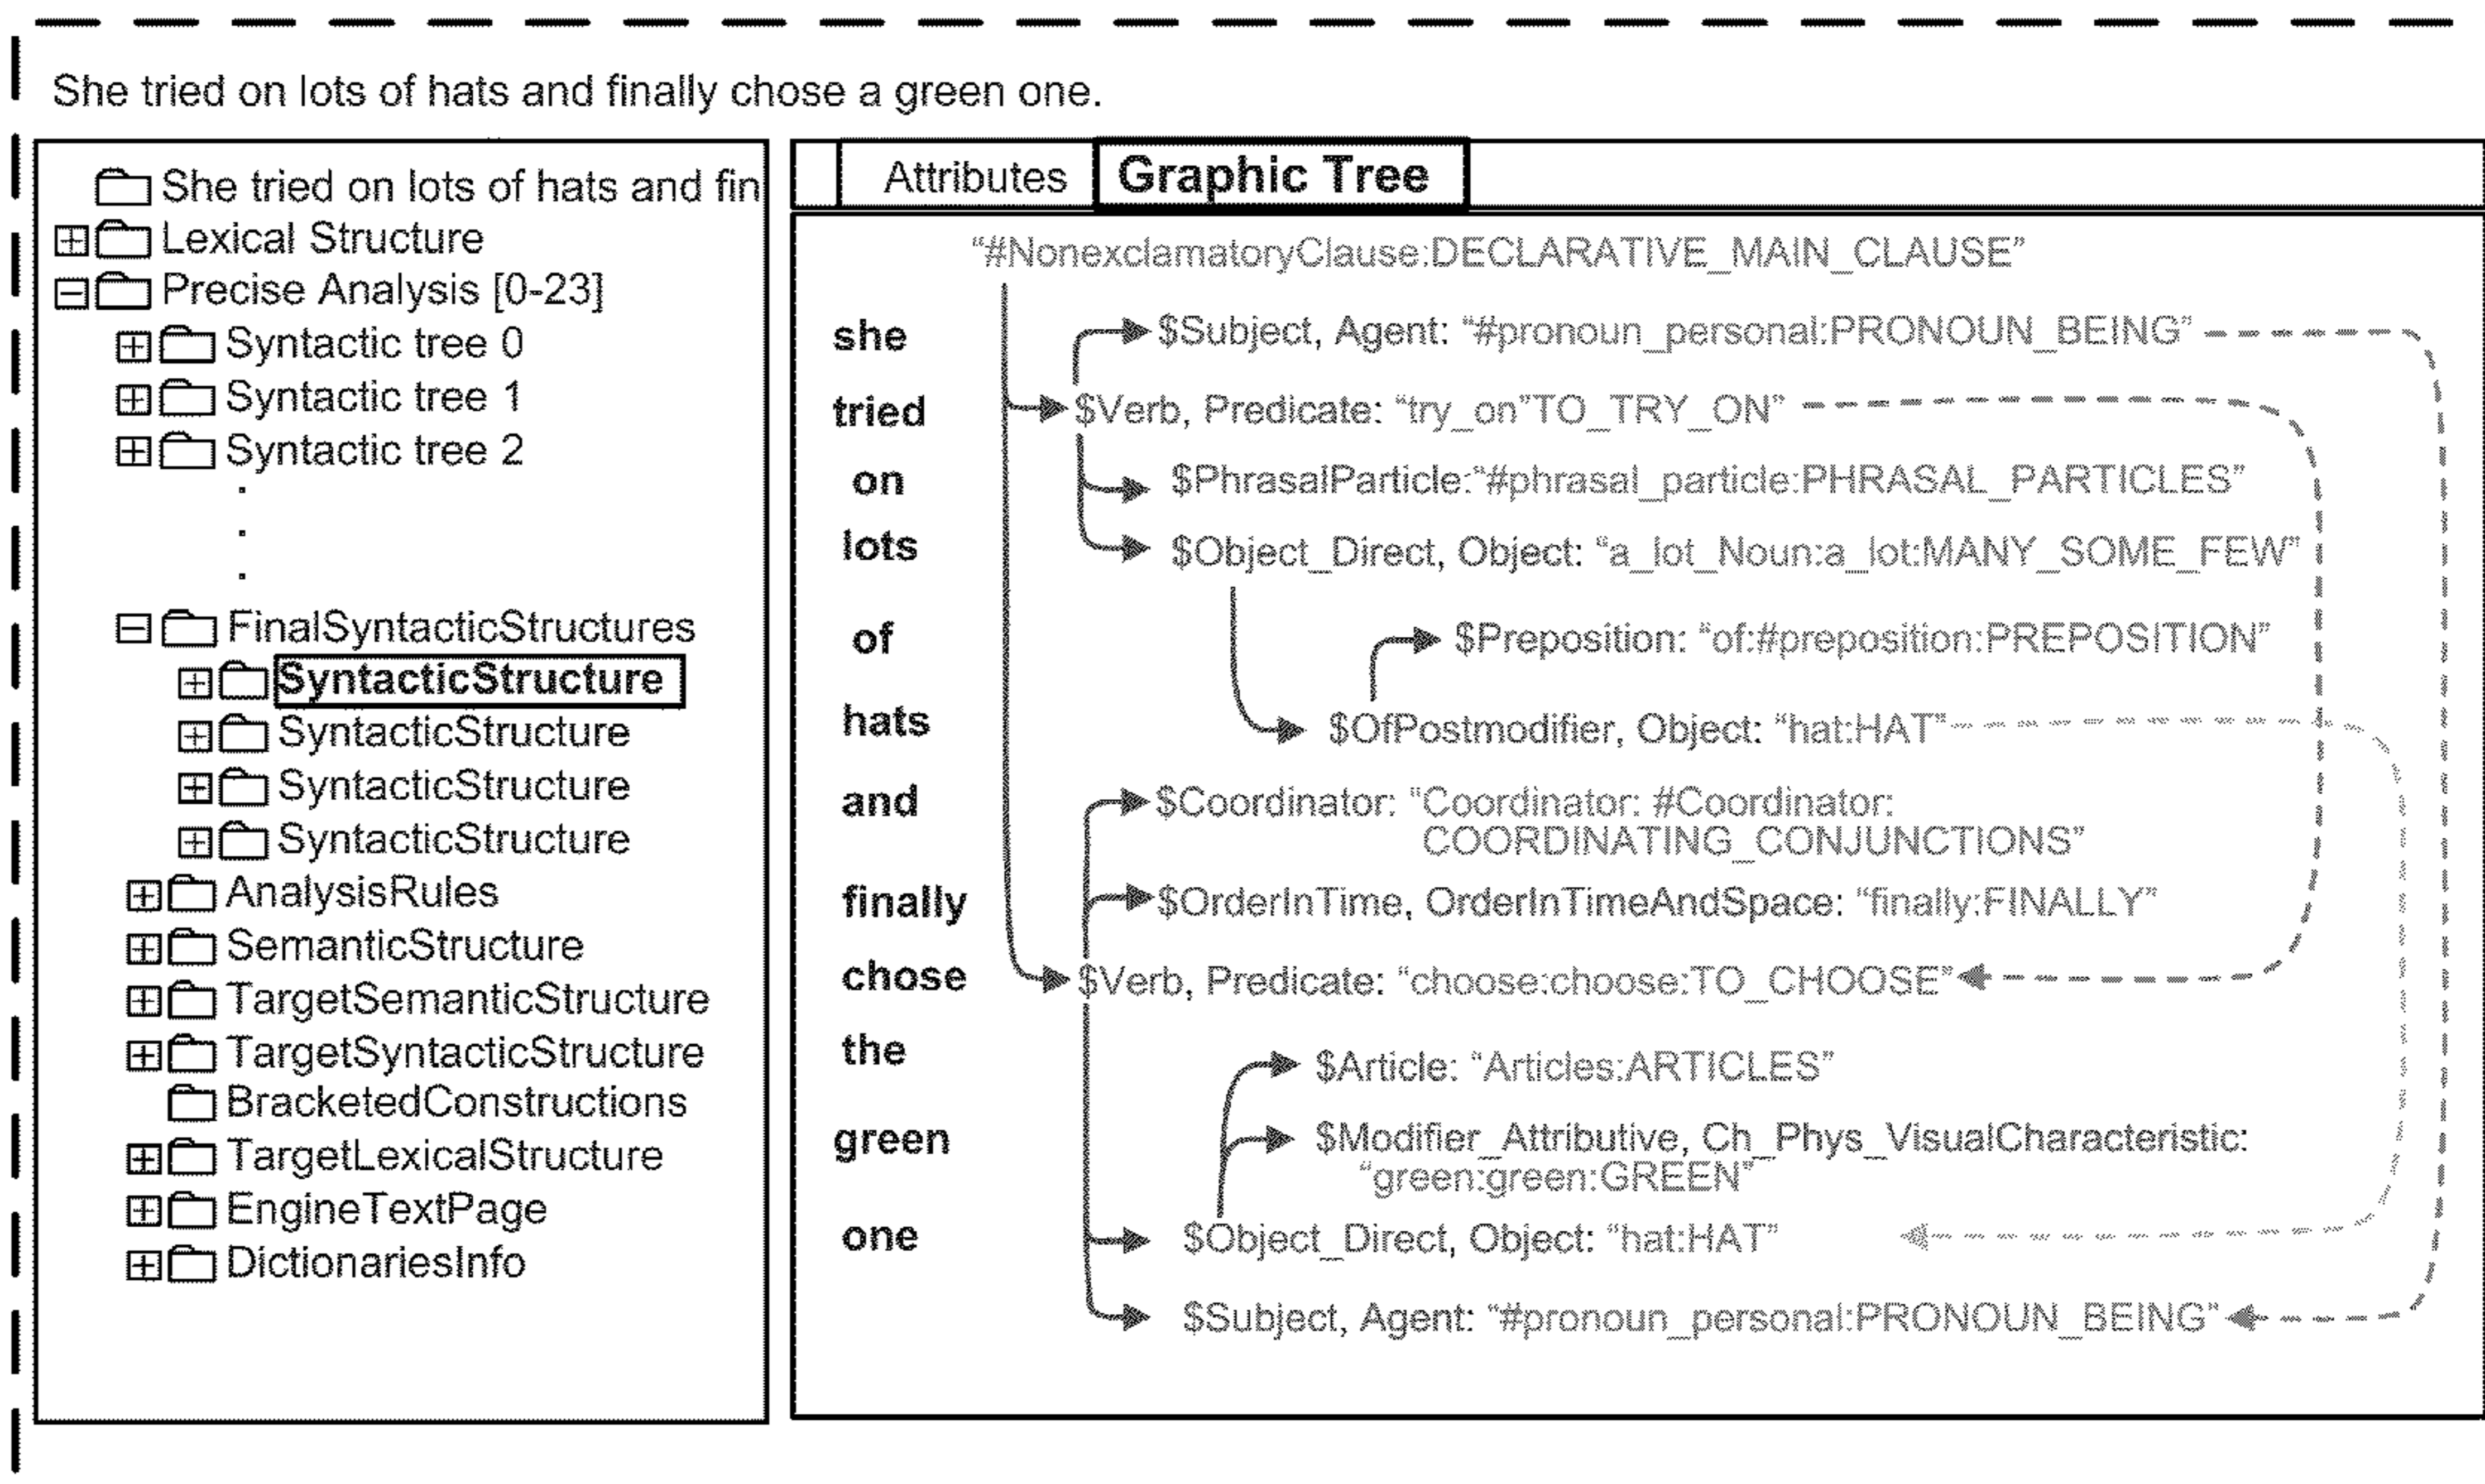 She tried on lots of hats and finally chose a green one.
She tried on lots of hats and fin
Lexical Structure
Precise Analysis [0-23]
Syntactic tree 0
Syntactic tree 1
Syntactic tree 2
FinalSyntacticStructures
SyntacticStructure
SyntacticStructure
SyntacticStructure
SyntacticStructure
AnalysisRules
SemanticStructure
TargetSemanticStructure
TargetSyntacticStructure
BracketedConstructions
TargetLexicalStructure
EngineTextPage
DictionariesInfo
Attributes Graphic Tree
“#NonexclamatoryClause:DECLARATIVE_MAIN_CLAUSE”
she $Subject, Agent: “#pronoun_personal:PRONOUN_BEING”
tried $Verb, Predicate: “try_on”TO_TRY_ON”
on $PhrasalParticle:“#phrasal_particle:PHRASAL_PARTICLES”
lots $Object_Direct, Object: “a_lot_Noun:a_lot:MANY_SOME_FEW”
of $Preposition: “of:#preposition:PREPOSITION”
hats $OfPostmodifier, Object: “hat:HAT”
and $Coordinator: “Coordinator: #Coordinator:
COORDINATING_CONJUNCTIONS”
finally $OrderInTime, OrderInTimeAndSpace: “finally:FINALLY”
chose $Verb, Predicate: “choose:choose:TO_CHOOSE”
the $Article: “Articles:ARTICLES”
green $Modifier_Attributive, Ch_Phys_VisualCharacteristic:
“green:green:GREEN”
one $Object_Direct, Object: “hat:HAT”
$Subject, Agent: “#pronoun_personal:PRONOUN_BEING”